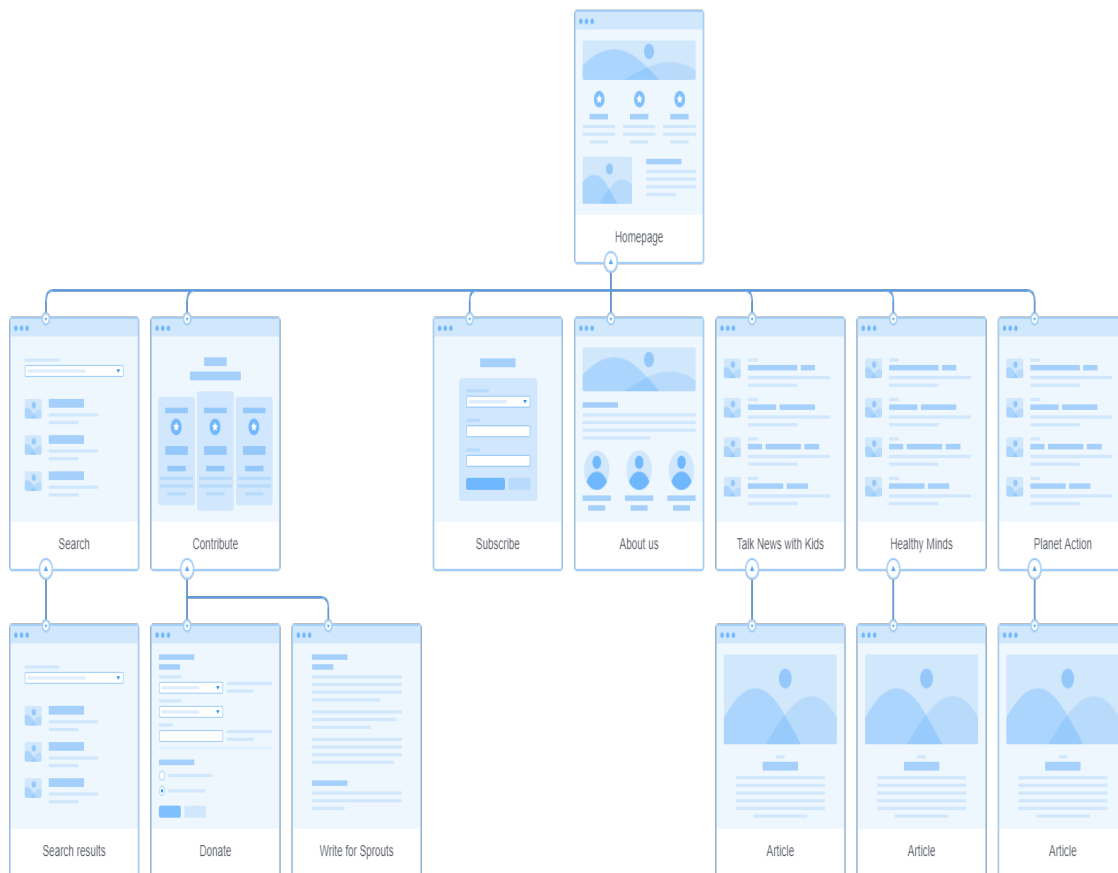 Homepage
Search
Contribute
Subscribe
About us
Talk News with Kids
Healthy Minds
Planet Action
Search results
Donate
Write for Sprouts
Article
Article
Article